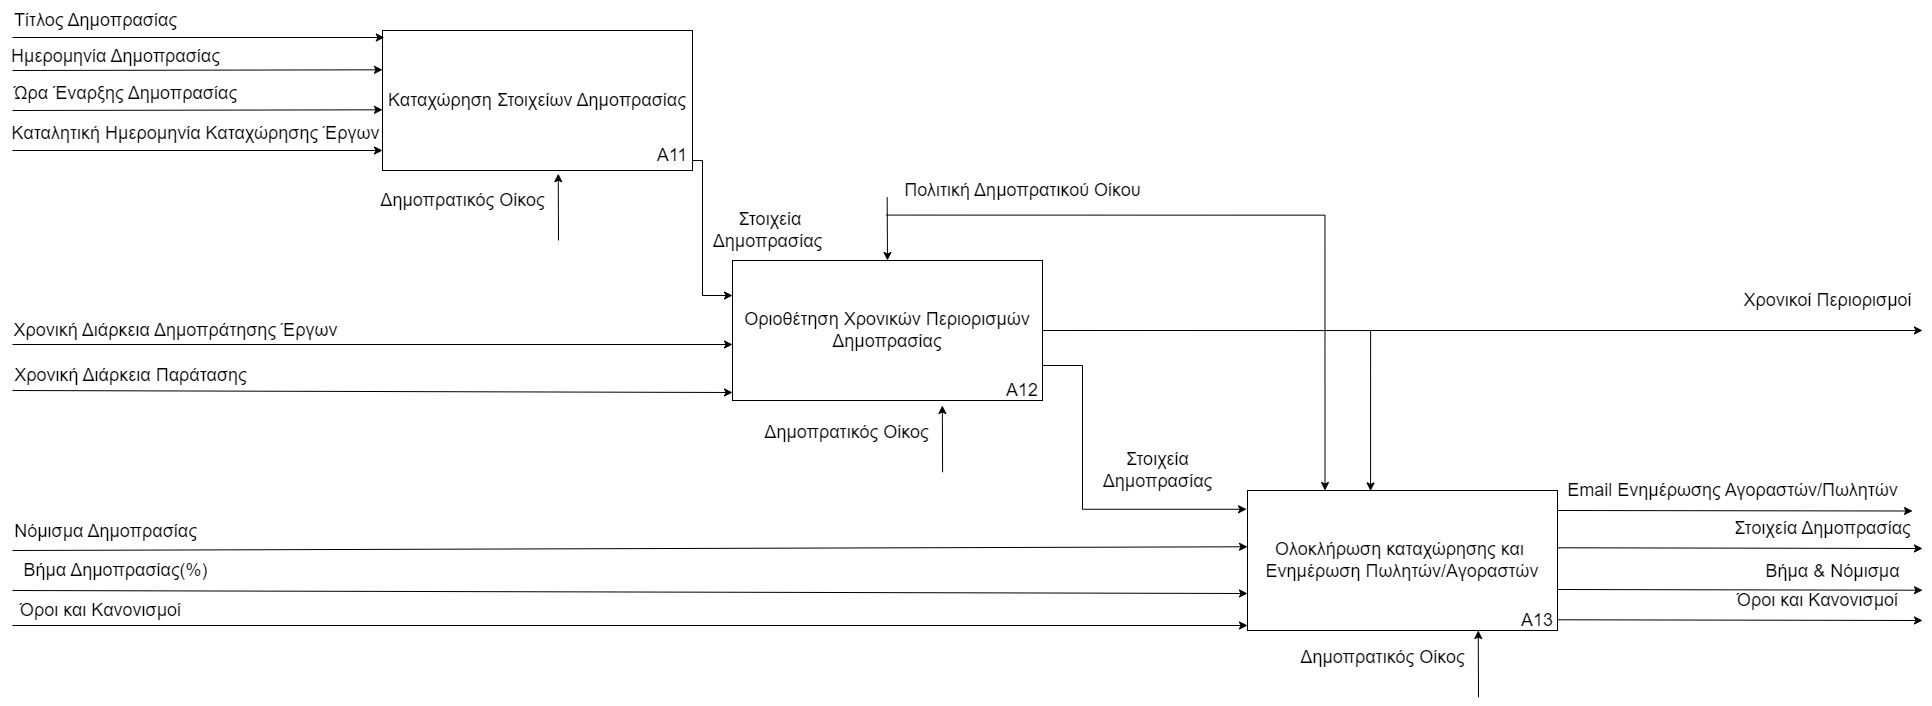 Τίτλος Δημοπρασίας
Ημερομηνία Δημοπρασίας
Ώρα Έναρξης Δημοπρασίας
Καταλητική Ημερομηνία Καταχώρησης Έργων
Καταχώρηση Στοιχείων Δημοπρασίας
A11
Δημοπρατικός Οίκος
Στοιχεία
Δημοπρασίας
Πολιτική Δημοπρατικού Οίκου
Χρονική Διάρκεια Δημοπράτησης Έργων
Χρονική Διάρκεια Παράτασης
Οριοθέτηση Χρονικών Περιορισμών
Δημοπρασίας
A12
Δημοπρατικός Οίκος
Χρονικοί Περιορισμοί
Στοιχεία
Δημοπρασίας
Νόμισμα Δημοπρασίας
Βήμα Δημοπρασίας(%)
Όροι και Κανονισμοί
Ολοκλήρωση καταχώρησης και
Ενημέρωση Πωλητών/Αγοραστών
A13
Δημοπρατικός Οίκος
Email Ενημέρωσης Αγοραστών/Πωλητών
Στοιχεία Δημοπρασίας
Βήμα & Νόμισμα
Όροι και Κανονισμοί